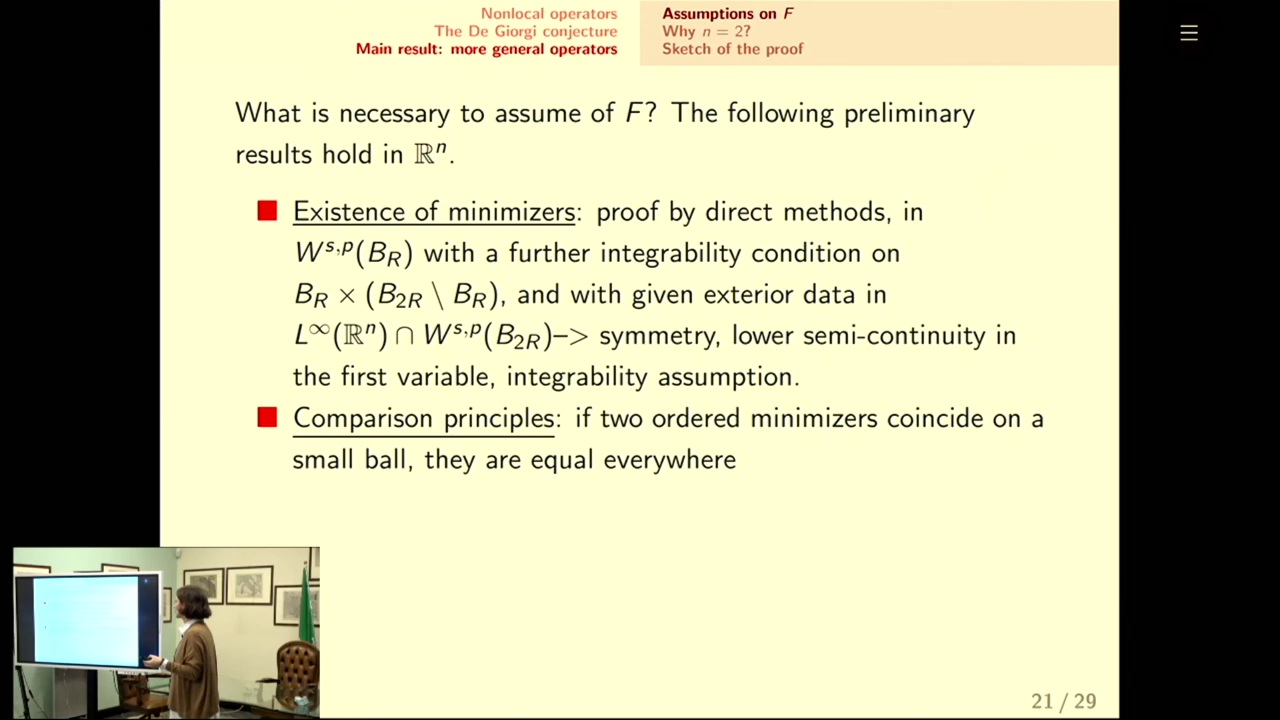 Nonlocal operators
The De Giorgi conjecture
Main result: more general operators
Assumptions on F
Why n = 2?
Sketch of the proof
What is necessary to assume of F? The following preliminary
results hold in ℝⁿ.
Existence of minimizers: proof by direct methods, in
W^{s,p}(B_R) with a further integrability condition on
B_R × (B_{2R} \ B_R), and with given exterior data in
L^∞(ℝⁿ) ∩ W^{s,p}(B_{2R})–> symmetry, lower semi-continuity in
the first variable, integrability assumption.
Comparison principles: if two ordered minimizers coincide on a
small ball, they are equal everywhere
21 / 29